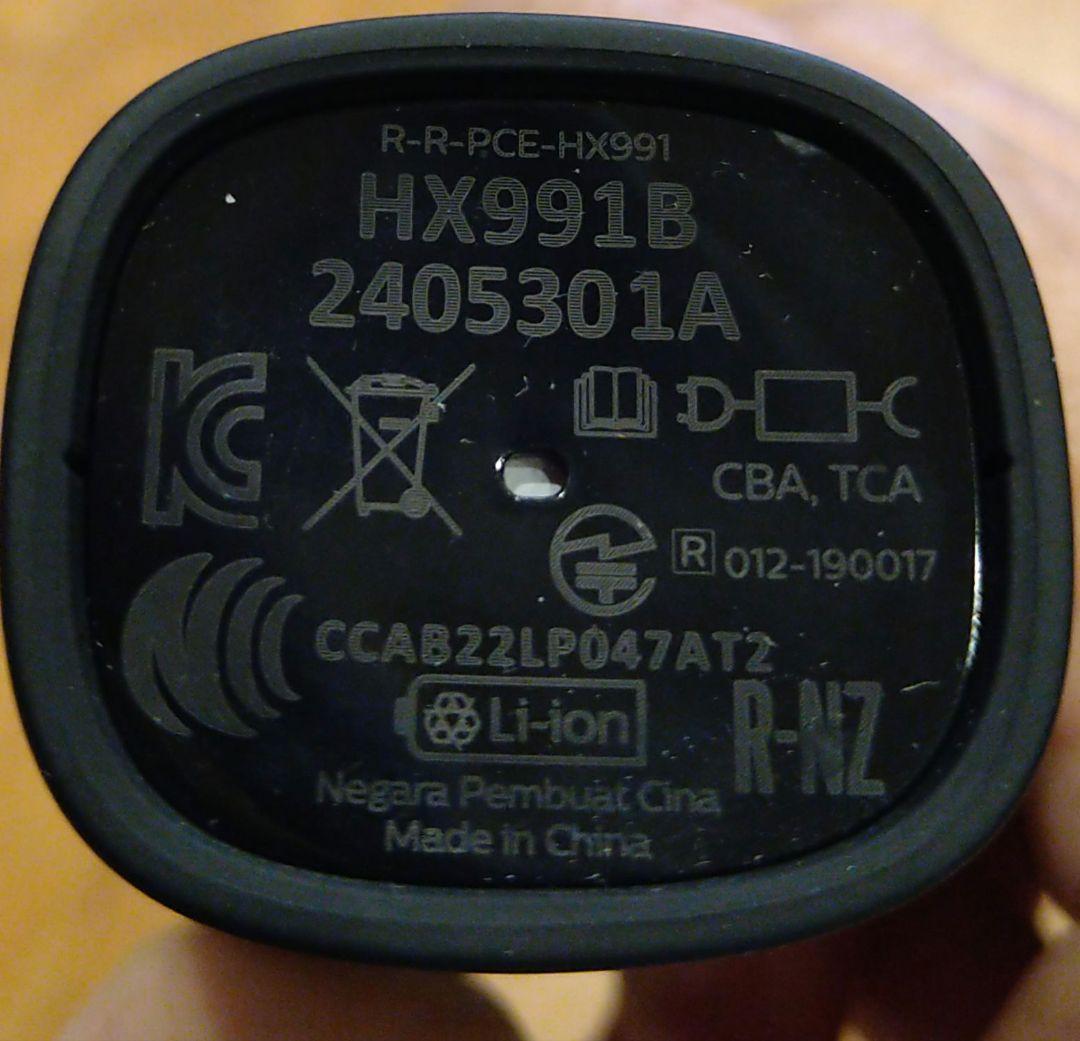 R-R-PCE-HX991
HX991B
2405301A
CBA, TCA
R 012-190017
CCAB22LP047AT2
Li-ion
R-NZ
Negara Pembuat Cina,
Made in China